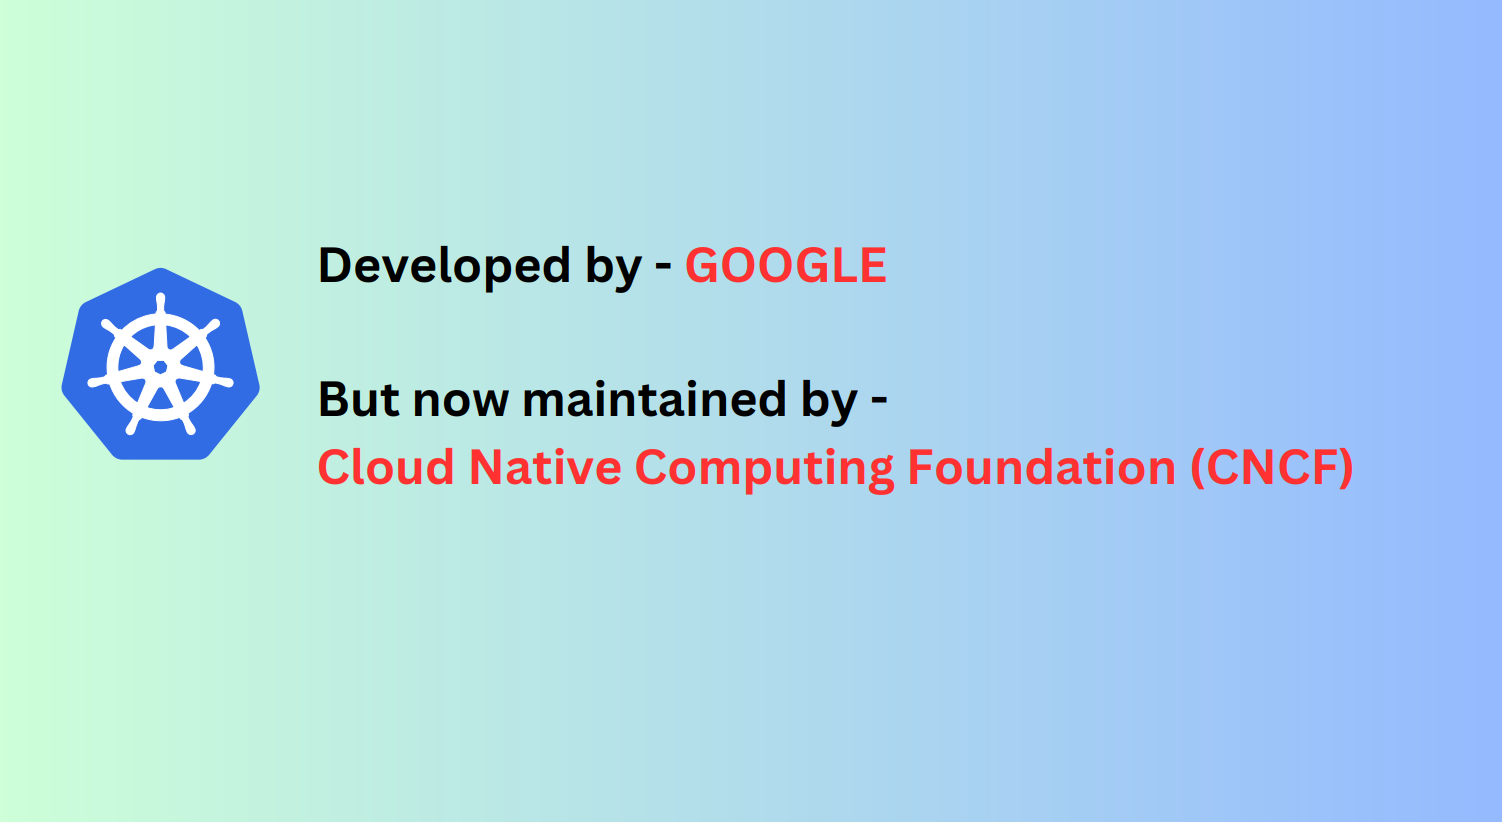 Developed by - GOOGLE
But now maintained by -
Cloud Native Computing Foundation (CNCF)